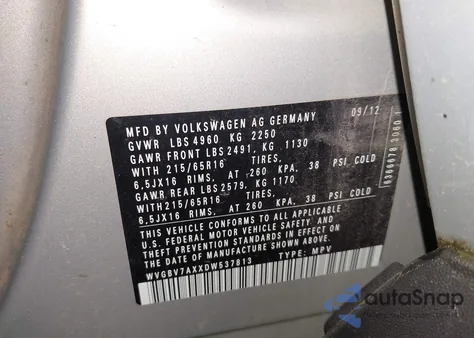 09/12
MFD BY VOLKSWAGEN AG GERMANY
GVWR LBS 4960 KG 2250
GAWR FRONT LBS 2491, KG 1130
WITH 215/65R16 TIRES,
6,5JX16 RIMS, AT 260 KPA, 38 PSI COLD
GAWR REAR LBS 2579, KG 1170
WITH 215/65R16 TIRES,
6,5JX16 RIMS, AT 260 KPA, 38 PSI COLD
THIS VEHICLE CONFORMS TO ALL APPLICABLE
U.S. FEDERAL MOTOR VEHICLE SAFETY AND
THEFT PREVENTION STANDARDS IN EFFECT ON
THE DATE OF MANUFACTURE SHOWN ABOVE.
WVGBV7AXXDW537813 TYPE: MPV
autaSnap